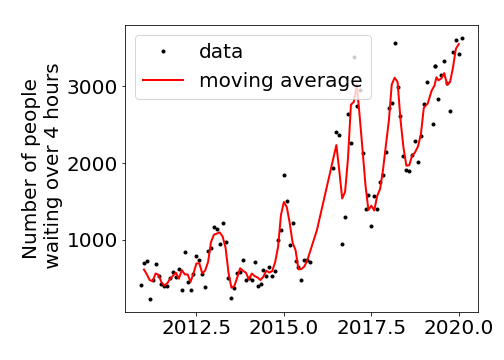 data
moving average
Number of people
waiting over 4 hours
3000
2000
1000
2012.5
2015.0
2017.5
2020.0